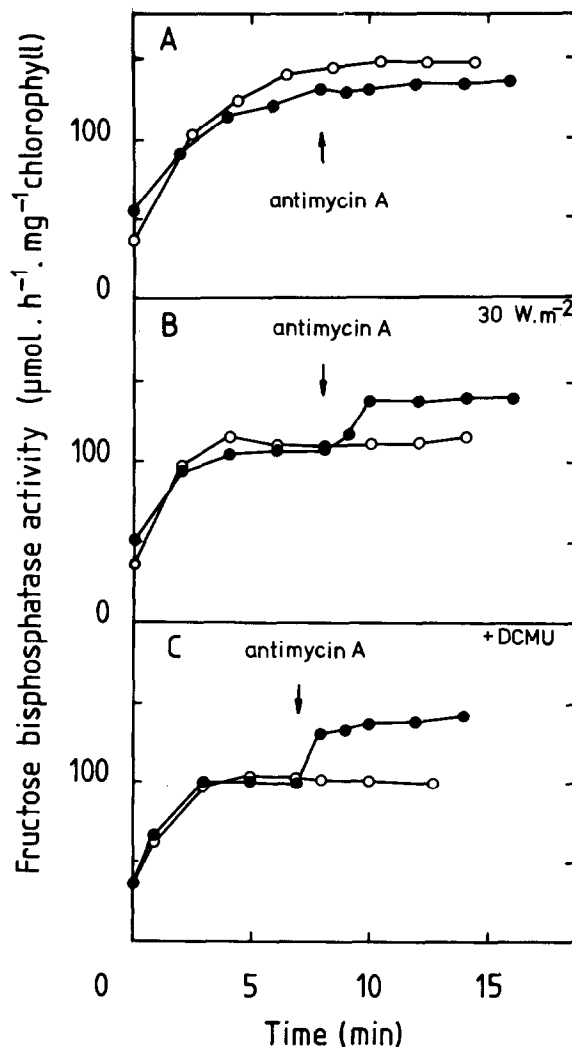 Fructose bisphosphatase activity (µmol . h⁻¹ . mg⁻¹ chlorophyll)
A
100
antimycin A
0
B
30 W.m⁻²
antimycin A
100
0
C
+ DCMU
antimycin A
100
0
5
10
15
Time (min)